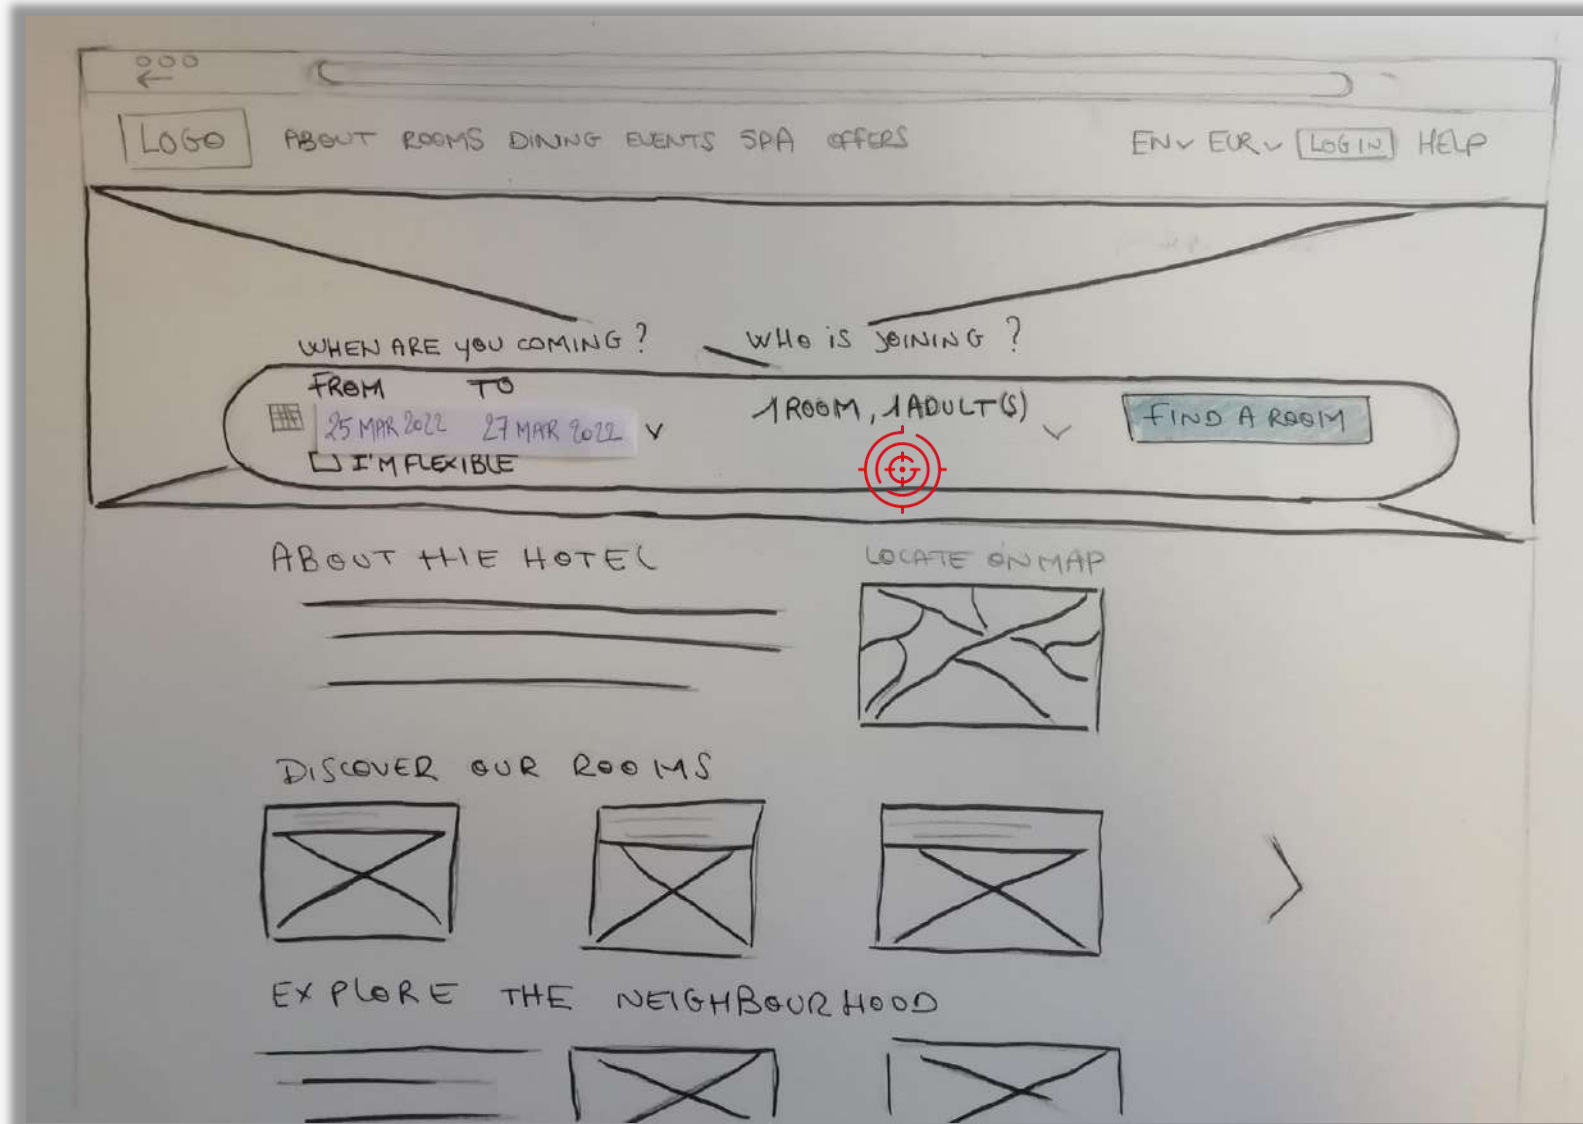 LOGO ABOUT ROOMS DINING EVENTS SPA OFFERS EN EUR LOGIN HELP
WHEN ARE YOU COMING? WHO IS JOINING?
FROM TO
25 MAR 2022 27 MAR 2022 1 ROOM, 1 ADULT(S) FIND A ROOM
I'M FLEXIBLE
ABOUT THE HOTEL LOCATE ON MAP
DISCOVER OUR ROOMS
EXPLORE THE NEIGHBOURHOOD